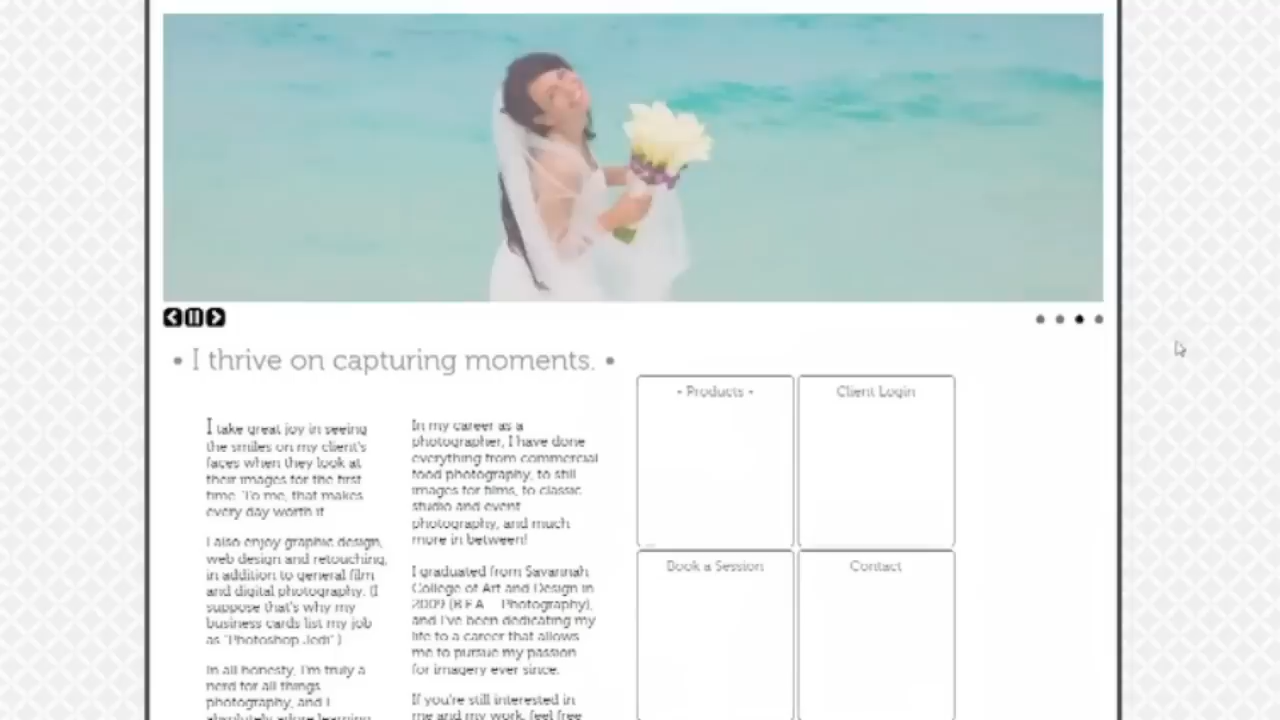 • I thrive on capturing moments. •
I take great joy in seeing
the smiles on my client's
faces when they look at
their images for the first
time. To me, that makes
every day worth it
I also enjoy graphic design,
web design and retouching,
in addition to general film
and digital photography. (I
suppose that's why my
business cards list my job
as "Photoshop Jedi" )
In all honesty, I'm truly a
nerd for all things
photography, and I
absolutely adore learning
In my career as a
photographer, I have done
everything from commercial
food photography, to still
images for films, to classic
studio and event
photography, and much
more in between!
I graduated from Savannah
College of Art and Design in
2009 (B.F.A. Photography),
and I've been dedicating my
life to a career that allows
me to pursue my passion
for imagery ever since.
If you're still interested in
me and my work, feel free
- Products -
Client Login
Book a Session
Contact